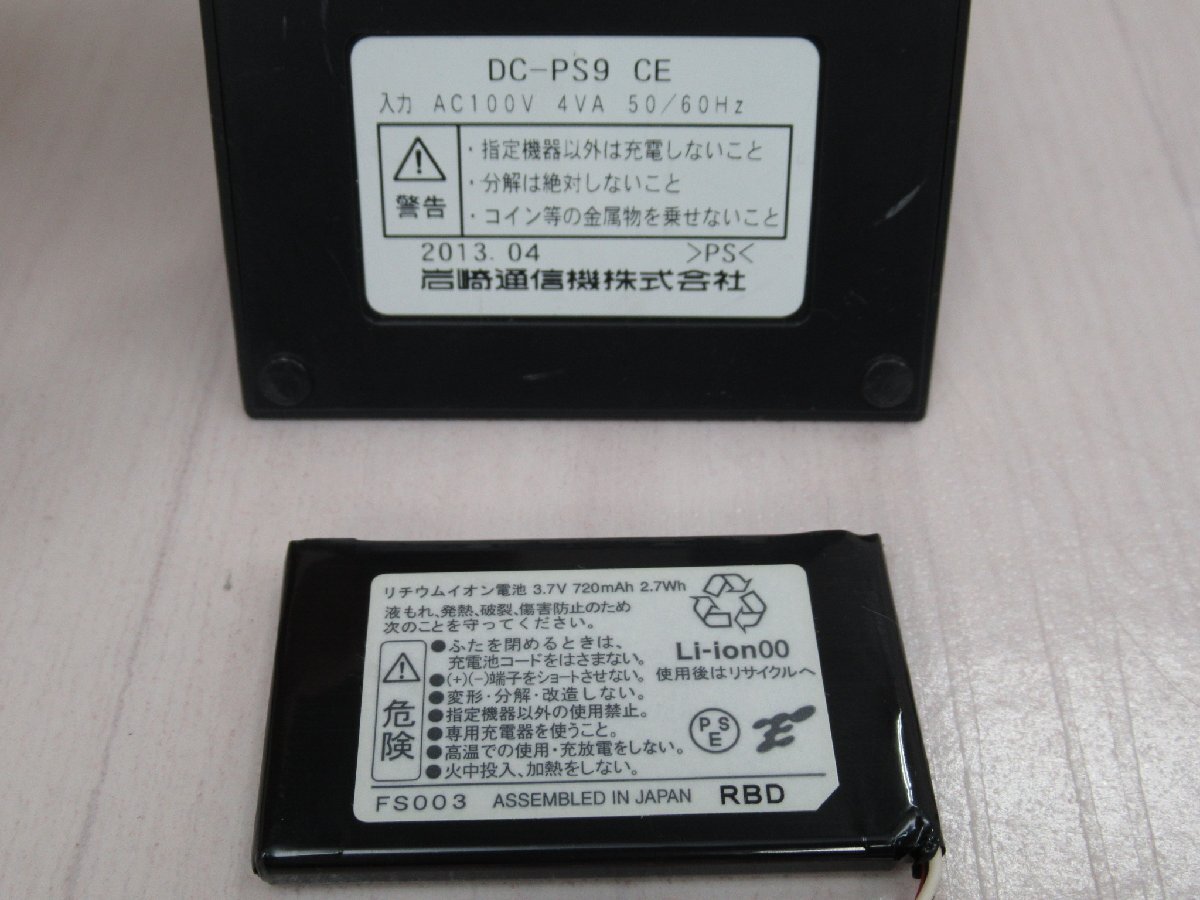 DC-PS9 CE
入力 AC100V 4VA 50/60Hz
・指定機器以外は充電しないこと
・分解は絶対しないこと
警告
・コイン等の金属物を乗せないこと
2013.04 >PS<
岩崎通信機株式会社
リチウムイオン電池 3.7V 720mAh 2.7Wh
液もれ、発熱、破裂、傷害防止のため
次のことを守ってください。
危険
●ふたを閉めるときは、
充電池コードをはさまない。
●(+)(-)端子をショートさせない。
●変形・分解・改造しない。
●指定機器以外の使用禁止。
●専用充電器を使うこと。
●高温での使用・充放電をしない。
●火中投入、加熱をしない。
Li-ion00
使用後はリサイクルへ
PSE
FS003 ASSEMBLED IN JAPAN RBD